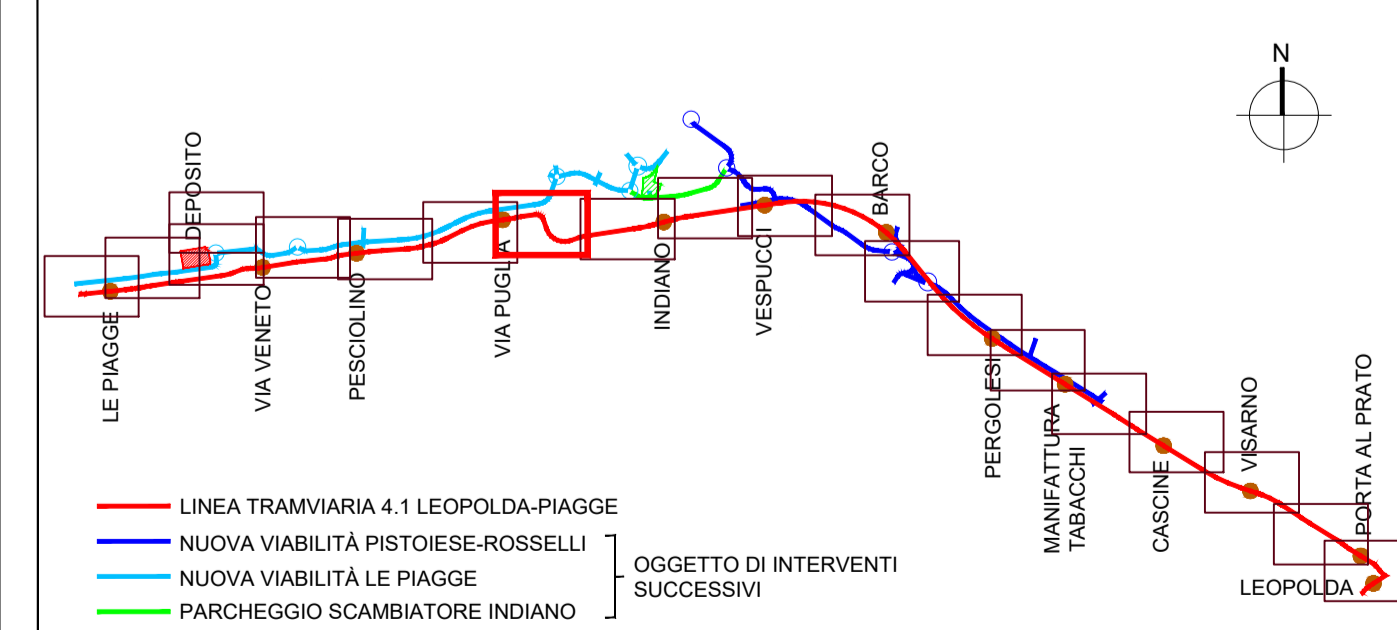 N
DEPOSITO
BARCO
LE PIAGGE
VIA VENETO
PESCIOLINO
VIA PUGLIA
INDIANO
VESPUCCI
PERGOLESI
MANIFATTURA
TABACCHI
CASCINE
VISARNO
PORTA AL PRATO
LEOPOLDA
LINEA TRAMVIARIA 4.1 LEOPOLDA-PIAGGE
NUOVA VIABILITÀ PISTOIESE-ROSSELLI
NUOVA VIABILITÀ LE PIAGGE
PARCHEGGIO SCAMBIATORE INDIANO
OGGETTO DI INTERVENTI
SUCCESSIVI